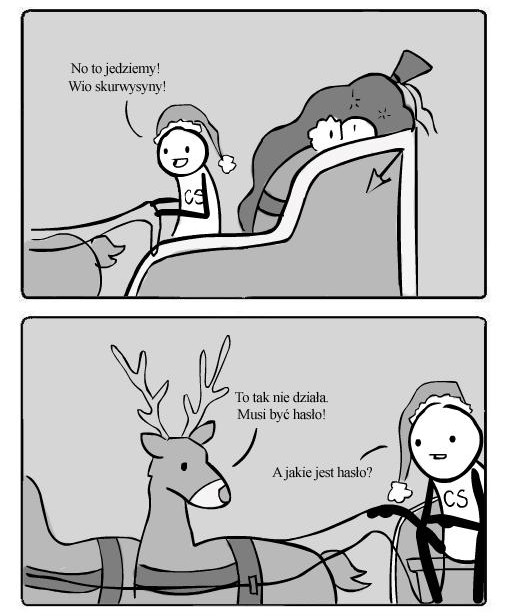 No to jedziemy!
Wio skurwysyny!
CS
To tak nie działa.
Musi być hasło!
A jakie jest hasło?
CS